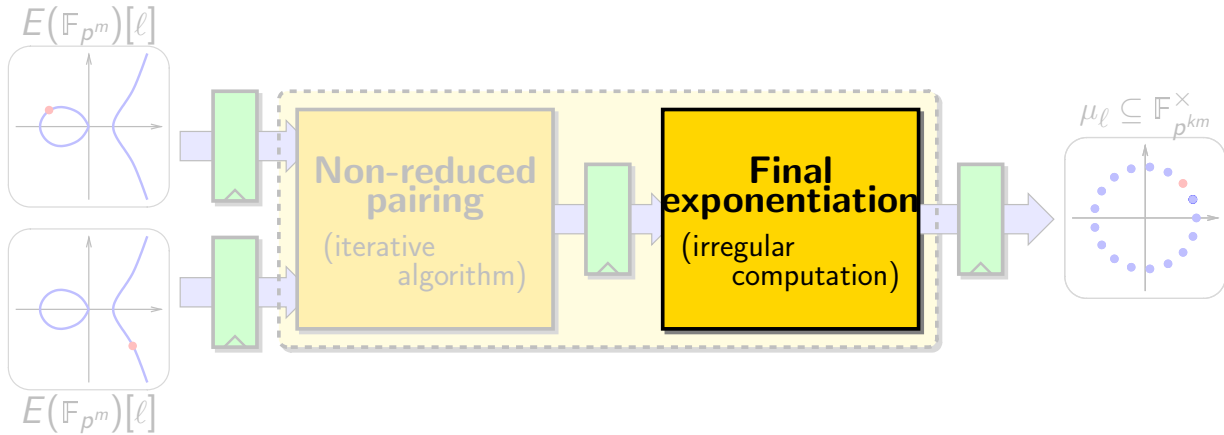 E(𝔽_{p^m})[ℓ]
Non-reduced
pairing
(iterative
algorithm)
Final
exponentiation
(irregular
computation)
μ_ℓ ⊆ 𝔽^×_{p^{km}}
E(𝔽_{p^m})[ℓ]